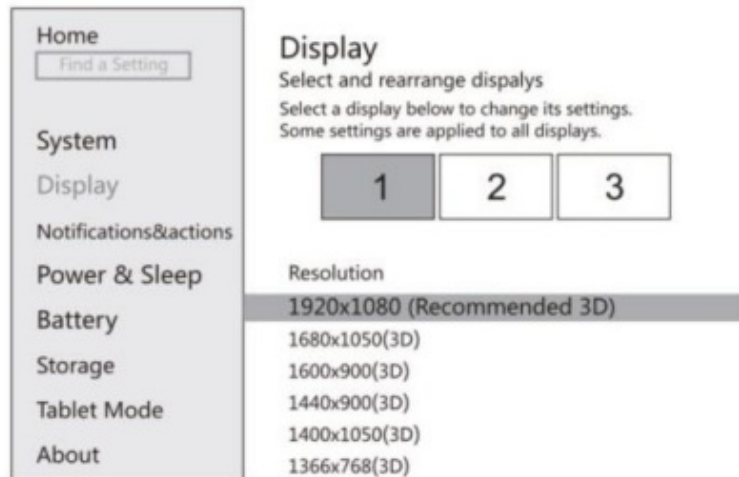 Home
Find a Setting
System
Display
Notifications&actions
Power & Sleep
Battery
Storage
Tablet Mode
About
Display
Select and rearrange dispalys
Select a display below to change its settings.
Some settings are applied to all displays.
1 2 3
Resolution
1920x1080 (Recommended 3D)
1680x1050(3D)
1600x900(3D)
1440x900(3D)
1400x1050(3D)
1366x768(3D)